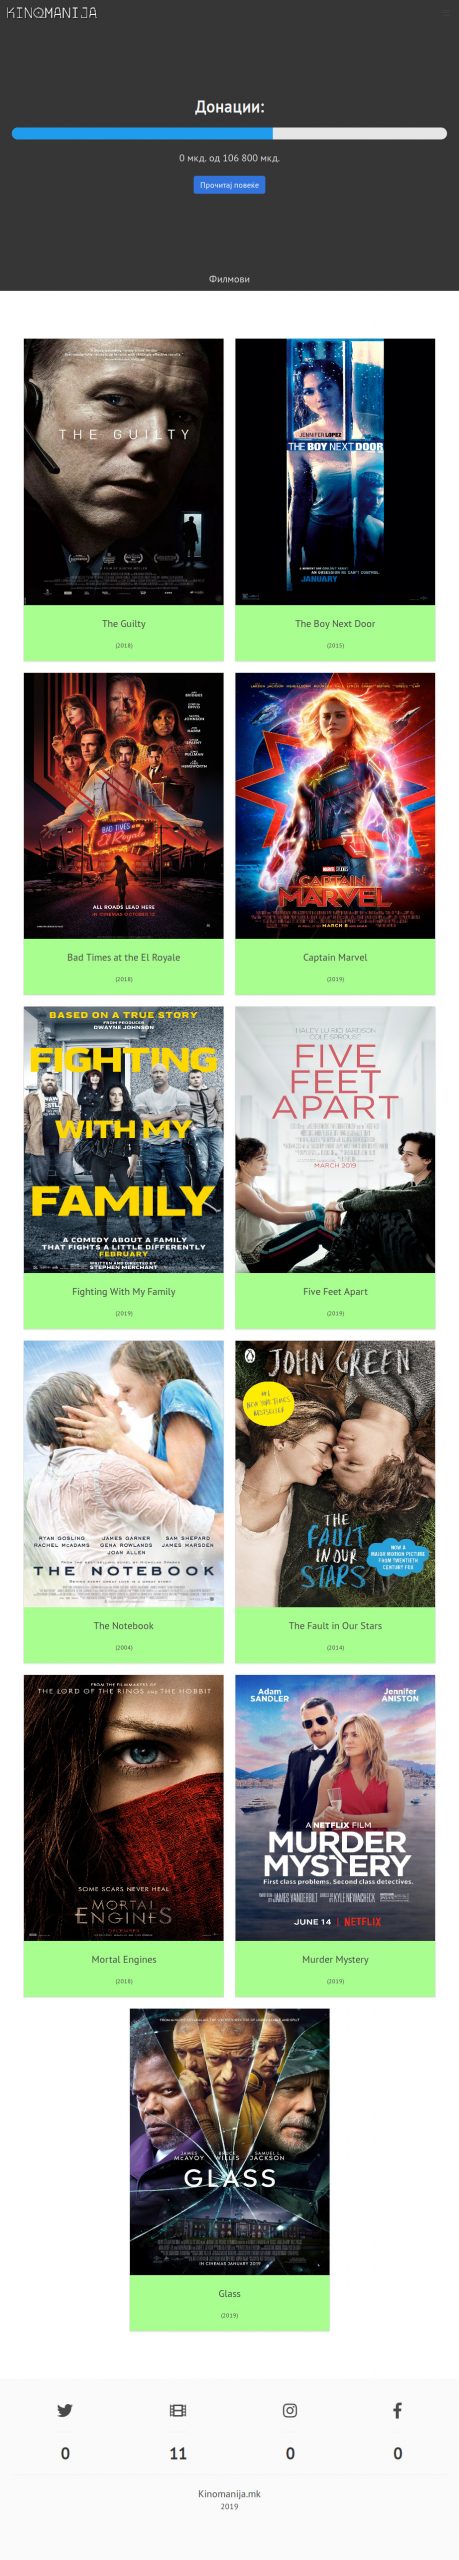 KINOMANIJA
Донации:
0 мкд. од 106 800 мкд.
Прочитај повеќе
Филмови
THE GUILTY
The Guilty
(2018)
JENNIFER LOPEZ
THE BOY NEXT DOOR
JANUARY
The Boy Next Door
(2015)
BAD TIMES
AT THE
El Royale
ALL ROADS LEAD HERE
IN CINEMAS OCTOBER 12
Bad Times at the El Royale
(2018)
MARVEL STUDIOS
CAPTAIN
MARVEL
MARCH 8
Captain Marvel
(2019)
BASED ON A TRUE STORY
FROM PRODUCER
DWAYNE JOHNSON
FIGHTING
WITH MY
FAMILY
A COMEDY ABOUT A FAMILY
THAT FIGHTS A LITTLE DIFFERENTLY
FEBRUARY
WRITTEN AND DIRECTED BY
STEPHEN MERCHANT
Fighting With My Family
(2019)
HALEY LU RICHARDSON
COLE SPROUSE
FIVE
FEET
APART
MARCH 2019
Five Feet Apart
(2019)
RYAN GOSLING JAMES GARNER SAM SHEPARD
RACHEL McADAMS GENA ROWLANDS JAMES MARSDEN
JOAN ALLEN
THE NOTEBOOK
The Notebook
(2004)
JOHN GREEN
#1
NEW YORK TIMES
BESTSELLER
THE
FAULT
IN OUR
STARS
NOW A
MAJOR MOTION PICTURE
FROM TWENTIETH
CENTURY FOX
The Fault in Our Stars
(2014)
FROM THE FILMMAKERS OF
THE LORD OF THE RINGS AND THE HOBBIT
SOME SCARS NEVER HEAL
MORTAL
ENGINES
Mortal Engines
(2018)
Adam
SANDLER
Jennifer
ANISTON
A NETFLIX FILM
MURDER
MYSTERY
First class problems. Second class detectives.
JAMES VANDERBILT
KYLE NEWACHECK
JUNE 14 | NETFLIX
Murder Mystery
(2019)
JAMES BRUCE SAMUEL L.
McAVOY WILLIS JACKSON
GLASS
IN CINEMAS JANUARY 2019
Glass
(2019)
0 11 0 0
Kinomanija.mk
2019